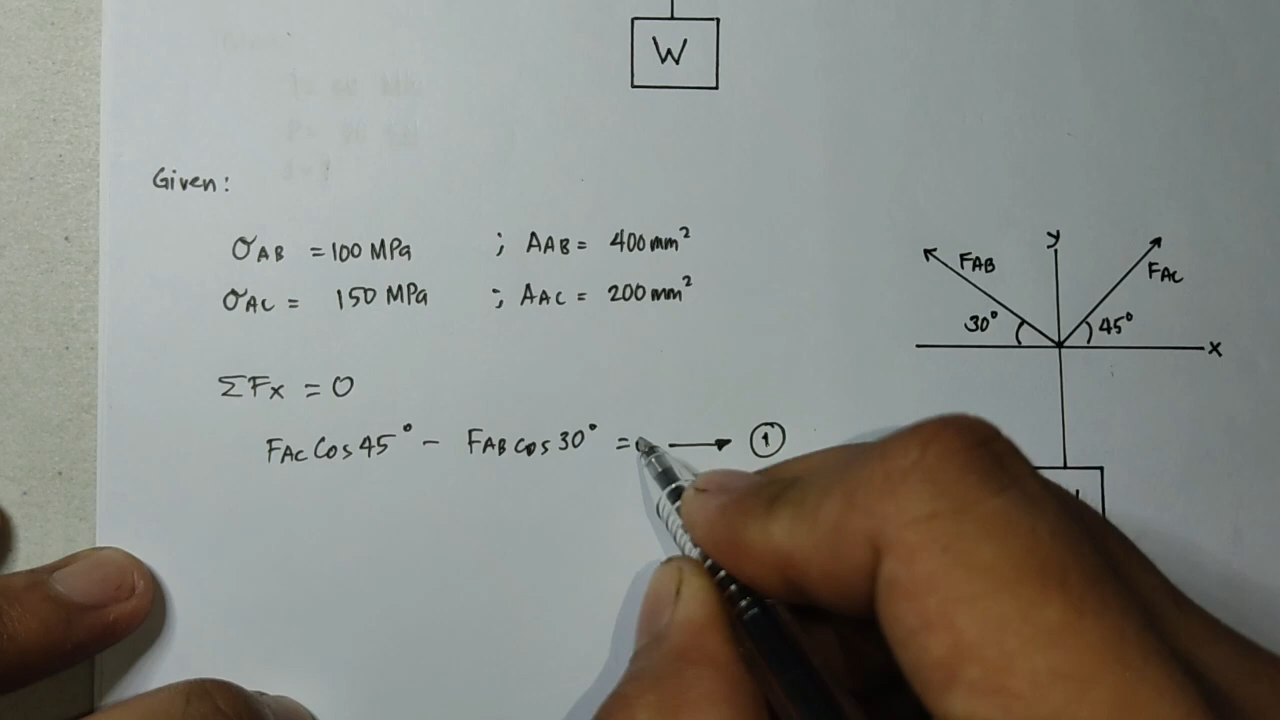 W
Given:
σAB = 100 MPa ; AAB = 400 mm²
σAC = 150 MPa ; AAC = 200 mm²
y
FAB
FAC
30°
45°
x
ΣFx = 0
FAC Cos 45° - FAB cos 30° = → ①